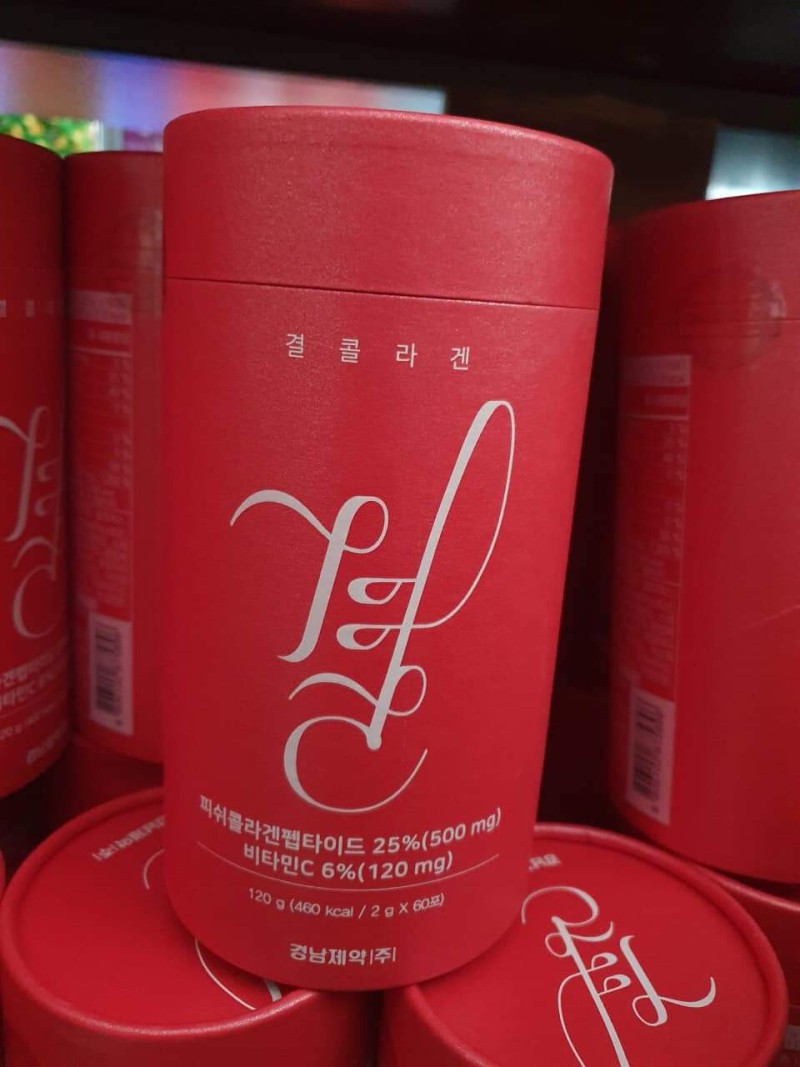 결 콜 라 겐
결
피쉬콜라겐펩타이드 25%(500 mg)
비타민C 6%(120 mg)
120 g (460 kcal / 2 g X 60포)
경남제약(주)